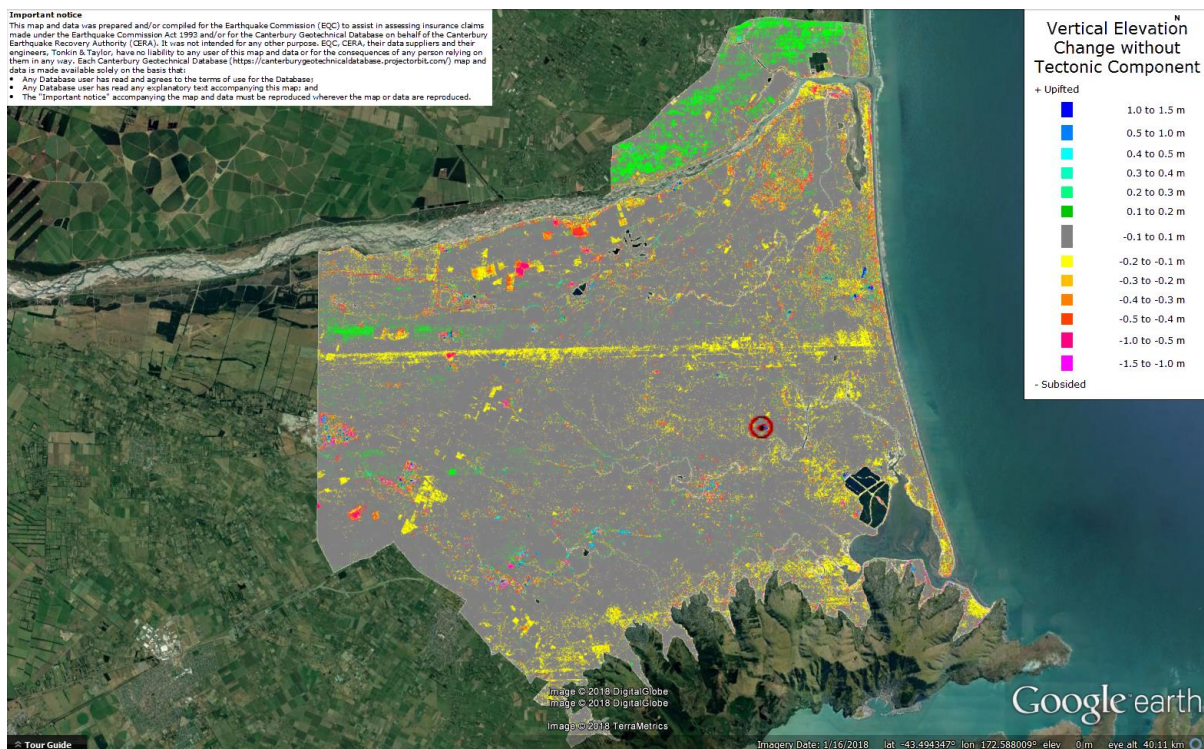 Important notice
This map and data was prepared and/or compiled for the Earthquake Commission (EQC) to assist in assessing insurance claims
made under the Earthquake Commission Act 1993 and/or for the Canterbury Geotechnical Database on behalf of the Canterbury
Earthquake Recovery Authority (CERA). It was not intended for any other purpose. EQC, CERA, their data suppliers and their
engineers, Tonkin & Taylor, have no liability to any user of this map and data or for the consequences of any person relying on
them in any way. Each Canterbury Geotechnical Database (https://canterburygeotechnicaldatabase.projectorbit.com/) map and
data is made available solely on the basis that:
• Any Database user has read and agrees to the terms of use for the Database;
• Any Database user has read any explanatory text accompanying this map; and
• The "Important notice" accompanying the map and data must be reproduced wherever the map or data are reproduced.
N
Vertical Elevation
Change without
Tectonic Component
+ Upifted
1.0 to 1.5 m
0.5 to 1.0 m
0.4 to 0.5 m
0.3 to 0.4 m
0.2 to 0.3 m
0.1 to 0.2 m
-0.1 to 0.1 m
-0.2 to -0.1 m
-0.3 to -0.2 m
-0.4 to -0.3 m
-0.5 to -0.4 m
-1.0 to -0.5 m
-1.5 to -1.0 m
- Subsided
Image © 2018 DigitalGlobe
Image © 2018 DigitalGlobe
Image © 2018 TerraMetrics
Google earth
Tour Guide
Imagery Date: 1/16/2018 lat -43.494347° lon 172.588009° elev 0 m eye alt 40.11 km